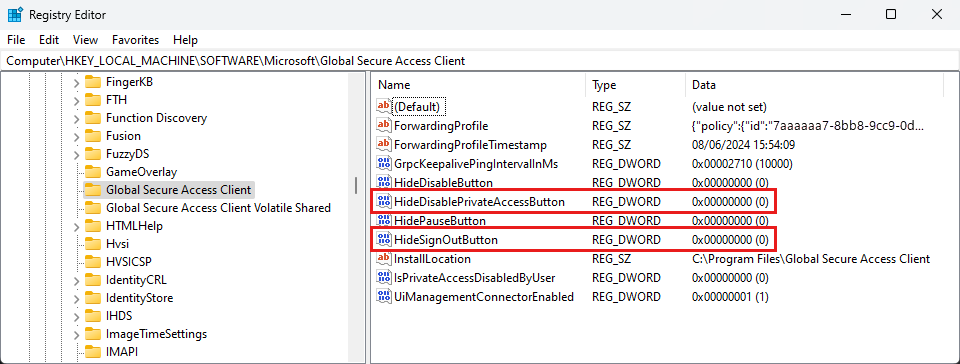 Registry Editor
File Edit View Favorites Help
Computer\HKEY_LOCAL_MACHINE\SOFTWARE\Microsoft\Global Secure Access Client
FingerKB
FTH
Function Discovery
Fusion
FuzzyDS
GameOverlay
Global Secure Access Client
Global Secure Access Client Volatile Shared
HTMLHelp
Hvsi
HVSICSP
IdentityCRL
IdentityStore
IHDS
ImageTimeSettings
IMAPI
Name Type Data
ab (Default) REG_SZ (value not set)
ab ForwardingProfile REG_SZ {"policy":{"id":"7aaaaaa7-8bb8-9cc9-0d...
ab ForwardingProfileTimestamp REG_SZ 08/06/2024 15:54:09
GrpcKeepalivePingIntervalInMs REG_DWORD 0x00002710 (10000)
HideDisableButton REG_DWORD 0x00000000 (0)
HideDisablePrivateAccessButton REG_DWORD 0x00000000 (0)
HidePauseButton REG_DWORD 0x00000000 (0)
HideSignOutButton REG_DWORD 0x00000000 (0)
ab InstallLocation REG_SZ C:\Program Files\Global Secure Access Client
IsPrivateAccessDisabledByUser REG_DWORD 0x00000000 (0)
UiManagementConnectorEnabled REG_DWORD 0x00000001 (1)